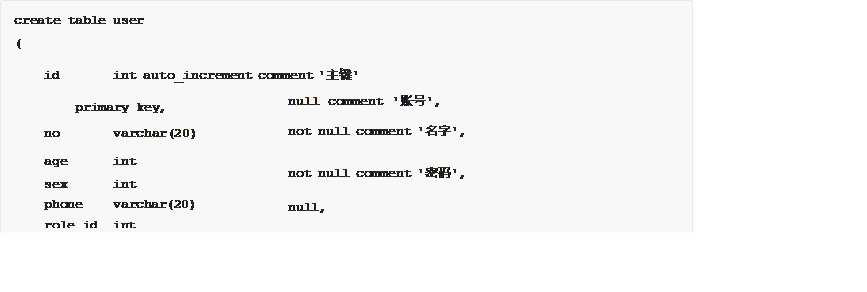 create table user
(
id int auto_increment comment '主键'
primary key,
null comment '账号',
no varchar(20)
not null comment '名字',
age int
not null comment '密码',
sex int
phone varchar(20)
null,
role_id int